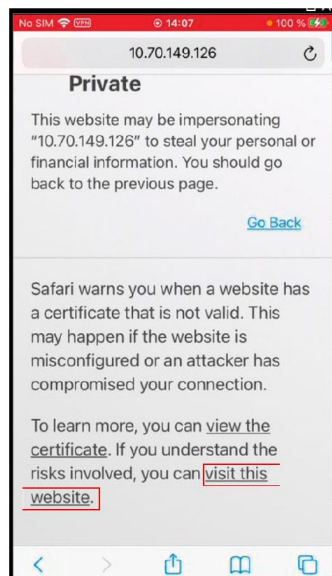 No SIM VPN 14:07 100 %
10.70.149.126
Private
This website may be impersonating
"10.70.149.126" to steal your personal or
financial information. You should go
back to the previous page.
Go Back
Safari warns you when a website has
a certificate that is not valid. This
may happen if the website is
misconfigured or an attacker has
compromised your connection.
To learn more, you can view the
certificate. If you understand the
risks involved, you can visit this
website.